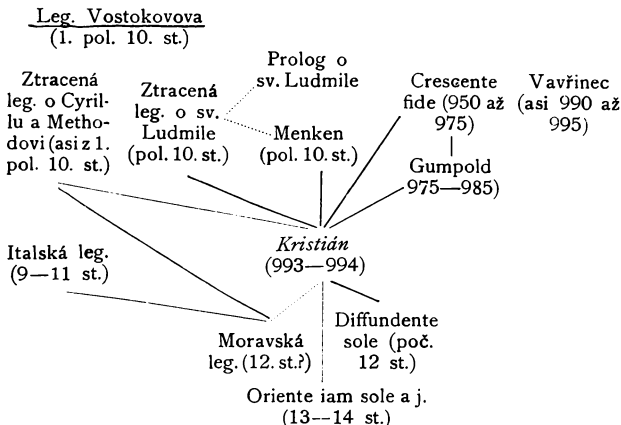 Leg. Vostokovova
(1. pol. 10. st.)
Ztracená
leg. o Cyril-
lu a Metho-
dovi (asi z 1.
pol. 10. st.)
Ztracená
leg. o sv.
Ludmile
(pol. 10. st.)
Prolog o
sv. Ludmile
Menken
(pol. 10. st.)
Crescente
fide (950 až
975)
Gumpold
975—985)
Vavřinec
(asi 990 až
995)
Kristián
(993—994)
Italská leg.
(9—11 st.)
Moravská
leg. (12. st.?)
Diffundente
sole (poč.
12 st.)
Oriente iam sole a j.
(13—14 st.)